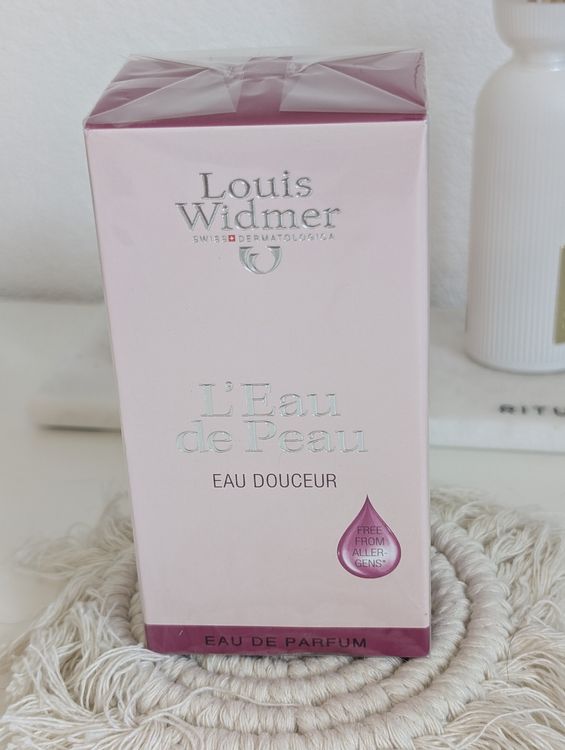 Louis
Widmer
SWISS DERMATOLOGICA
L'Eau
de Peau
EAU DOUCEUR
FREE
FROM
ALLER-
GENS*
EAU DE PARFUM
RITU